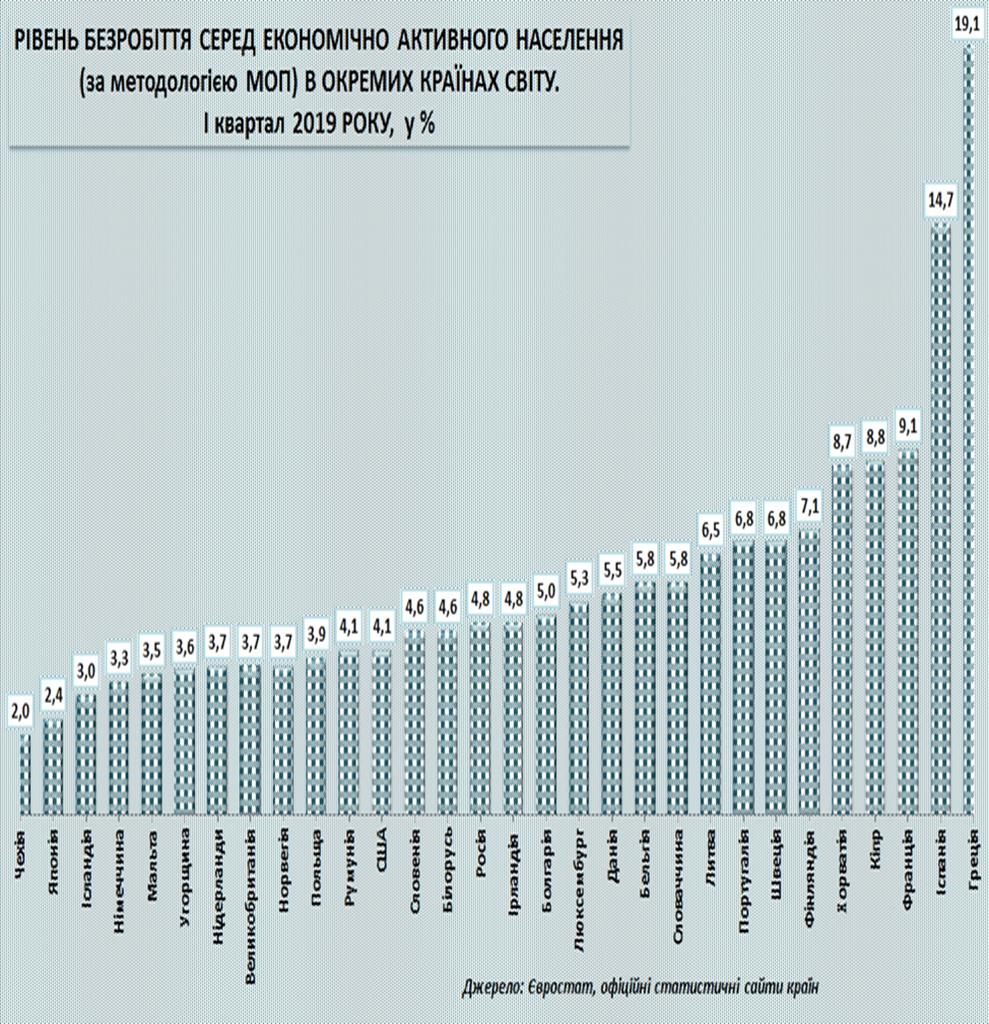 РІВЕНЬ БЕЗРОБІТТЯ СЕРЕД ЕКОНОМІЧНО АКТИВНОГО НАСЕЛЕННЯ
(за методологією МОП) В ОКРЕМИХ КРАЇНАХ СВІТУ.
І квартал 2019 РОКУ, у %
2,0
2,4
3,0
3,3
3,5
3,6
3,7
3,7
3,7
3,9
4,1
4,1
4,6
4,6
4,8
4,8
5,0
5,3
5,5
5,8
5,8
6,5
6,8
6,8
7,1
8,7
8,8
9,1
14,7
19,1
Чехія
Японія
Ісландія
Німеччина
Мальта
Угорщина
Нідерланди
Великобританія
Норвегія
Польща
Румунія
США
Словенія
Білорусь
Росія
Ірландія
Болгарія
Люксембург
Данія
Бельгія
Словаччина
Литва
Португалія
Швеція
Фінляндія
Хорватія
Кіпр
Франція
Іспанія
Греція
Джерело: Євростат, офіційні статистичні сайти країн